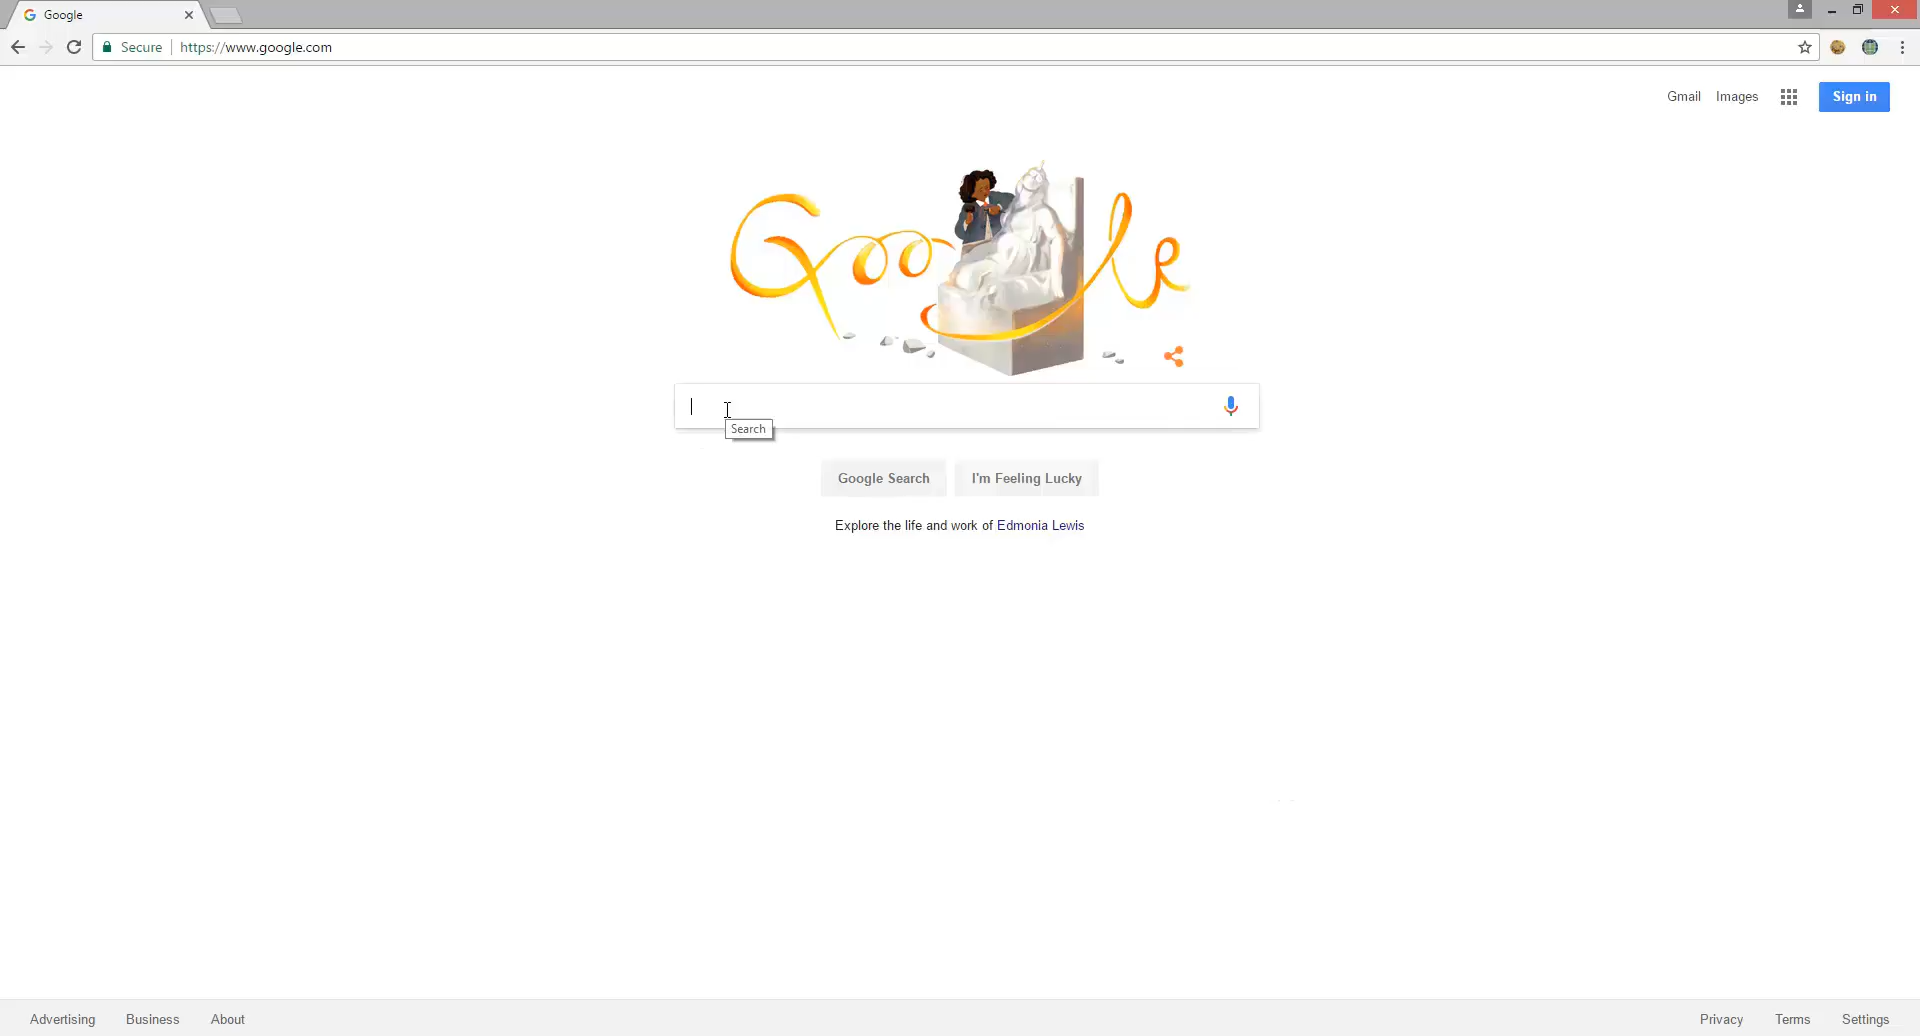 Google
Secure https://www.google.com
Gmail Images Sign in
Google
Search
Google Search I'm Feeling Lucky
Explore the life and work of Edmonia Lewis
Advertising Business About Privacy Terms Settings